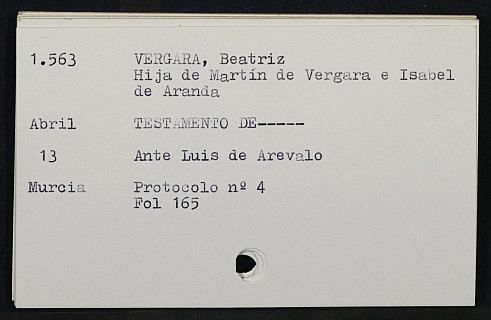 1.563 VERGARA, Beatriz
Hija de Martin de Vergara e Isabel
de Aranda
Abril TESTAMENTO DE-----
13 Ante Luis de Arevalo
Murcia Protocolo nº 4
Fol 165